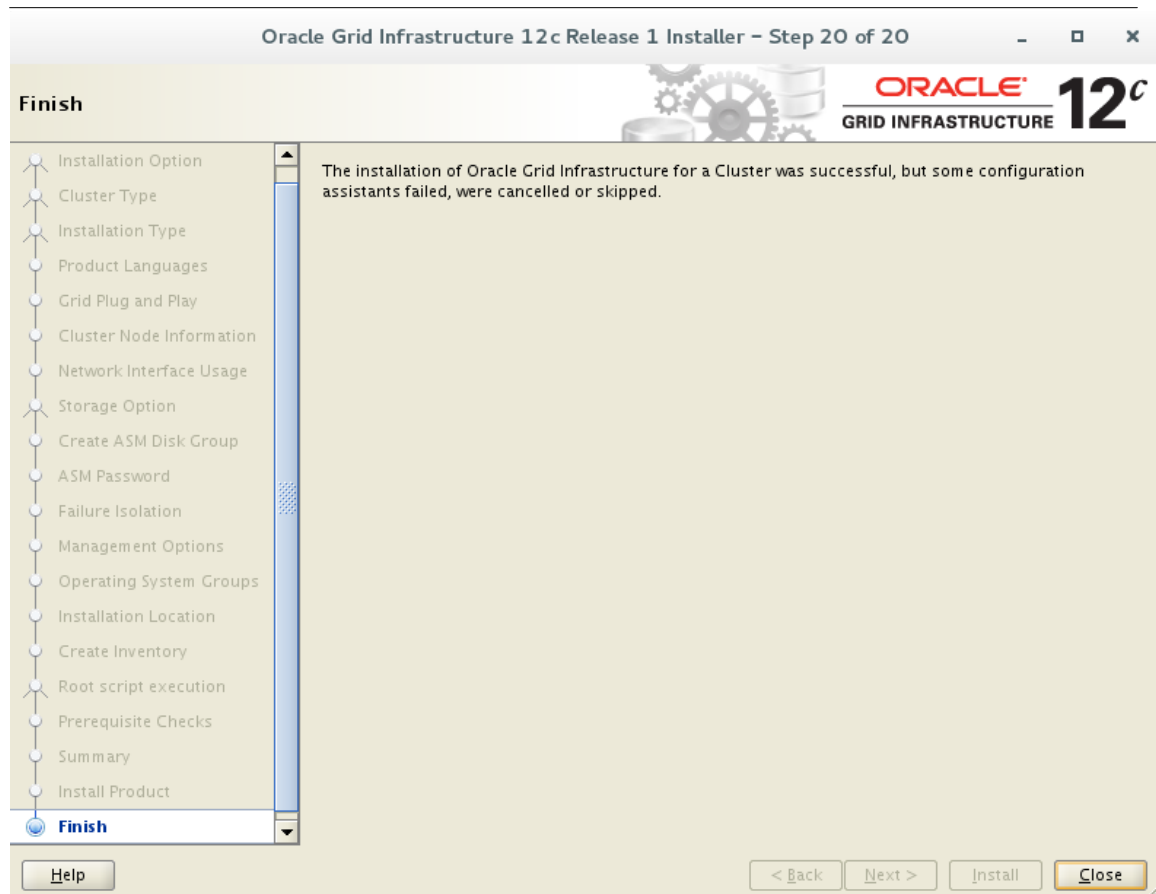 Oracle Grid Infrastructure 12c Release 1 Installer – Step 20 of 20
Finish
ORACLE
GRID INFRASTRUCTURE
12c
Installation Option
Cluster Type
Installation Type
Product Languages
Grid Plug and Play
Cluster Node Information
Network Interface Usage
Storage Option
Create ASM Disk Group
ASM Password
Failure Isolation
Management Options
Operating System Groups
Installation Location
Create Inventory
Root script execution
Prerequisite Checks
Summary
Install Product
Finish
The installation of Oracle Grid Infrastructure for a Cluster was successful, but some configuration
assistants failed, were cancelled or skipped.
Help
< Back
Next >
Install
Close